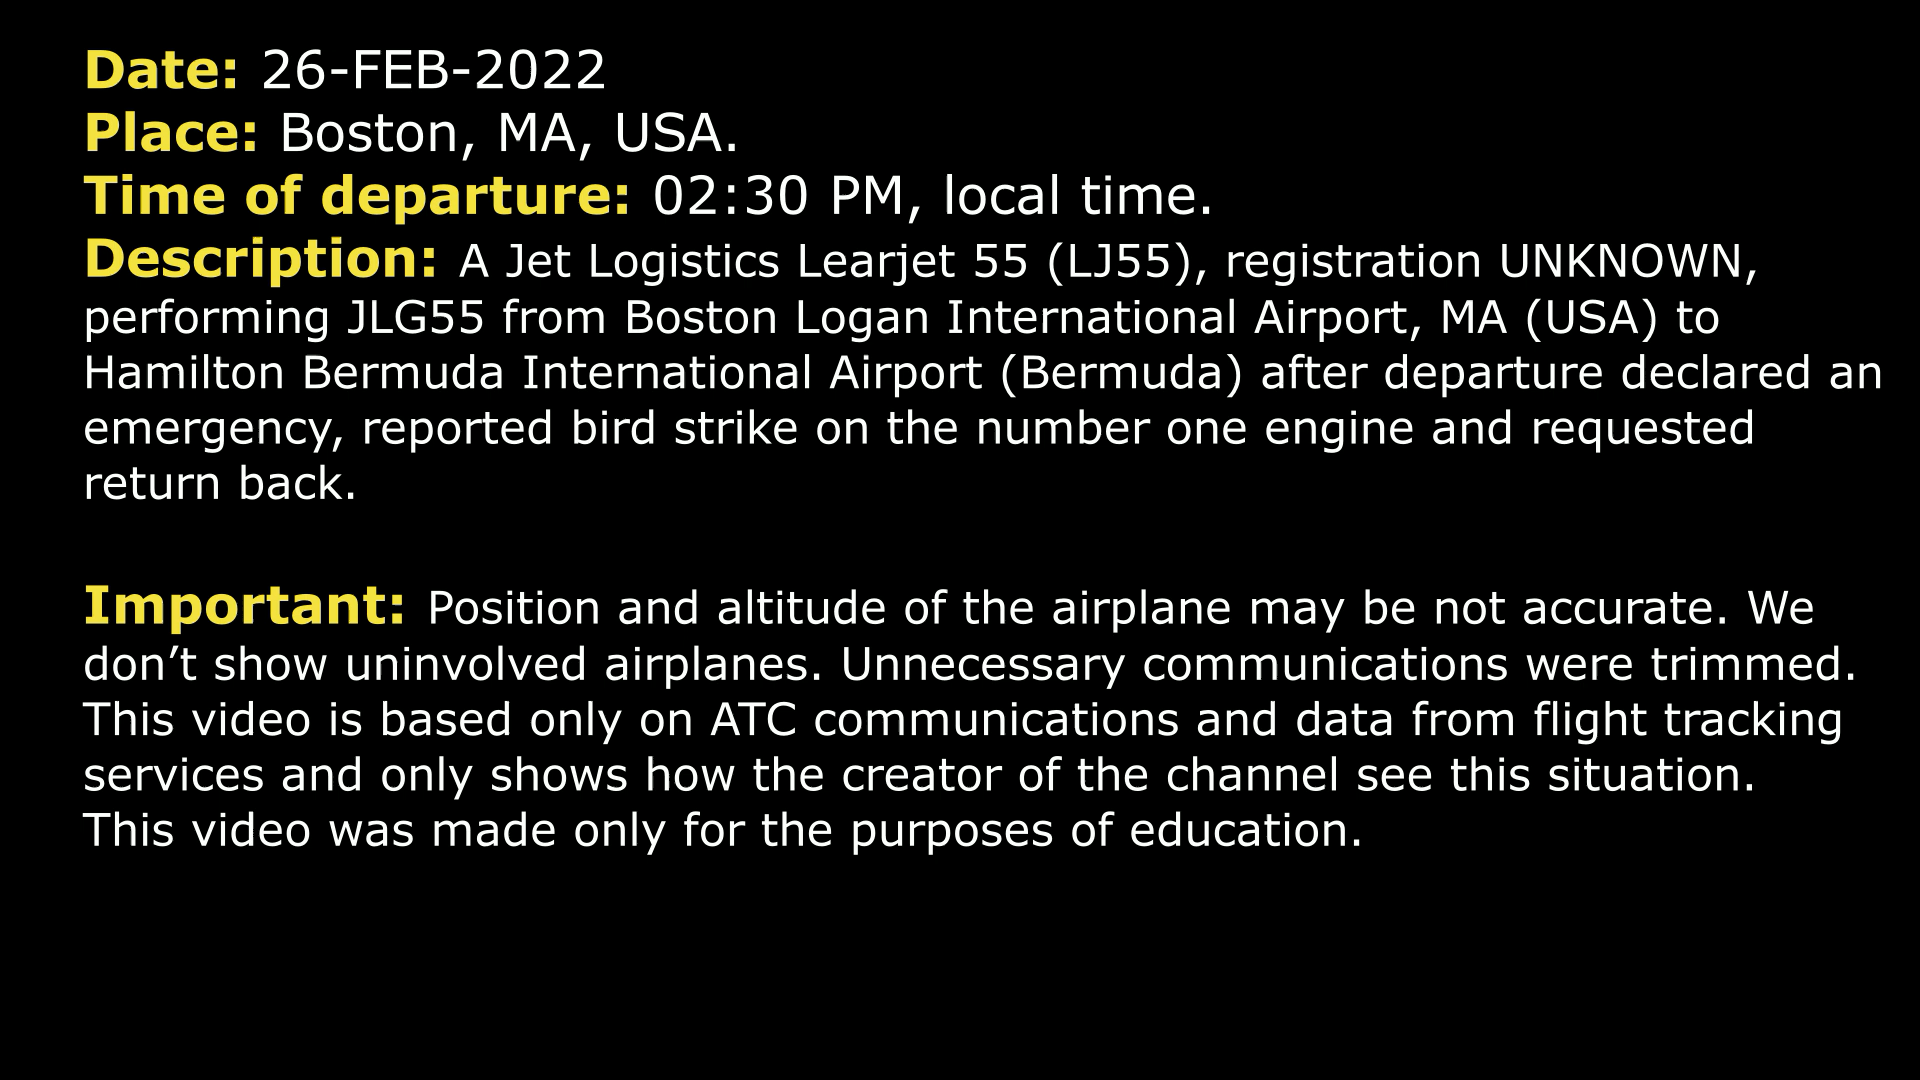 Date: 26-FEB-2022
Place: Boston, MA, USA.
Time of departure: 02:30 PM, local time.
Description: A Jet Logistics Learjet 55 (LJ55), registration UNKNOWN,
performing JLG55 from Boston Logan International Airport, MA (USA) to
Hamilton Bermuda International Airport (Bermuda) after departure declared an
emergency, reported bird strike on the number one engine and requested
return back.
Important: Position and altitude of the airplane may be not accurate. We
don’t show uninvolved airplanes. Unnecessary communications were trimmed.
This video is based only on ATC communications and data from flight tracking
services and only shows how the creator of the channel see this situation.
This video was made only for the purposes of education.